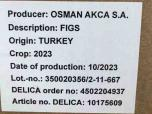 Producer: OSMAN AKCA S.A.
Description: FIGS
Origin: TURKEY
Crop: 2023
Date of production: 10/2023
Lot.-no.: 350020356/2-11-667
DELICA order no: 4502204937
Article no. DELICA: 10175609